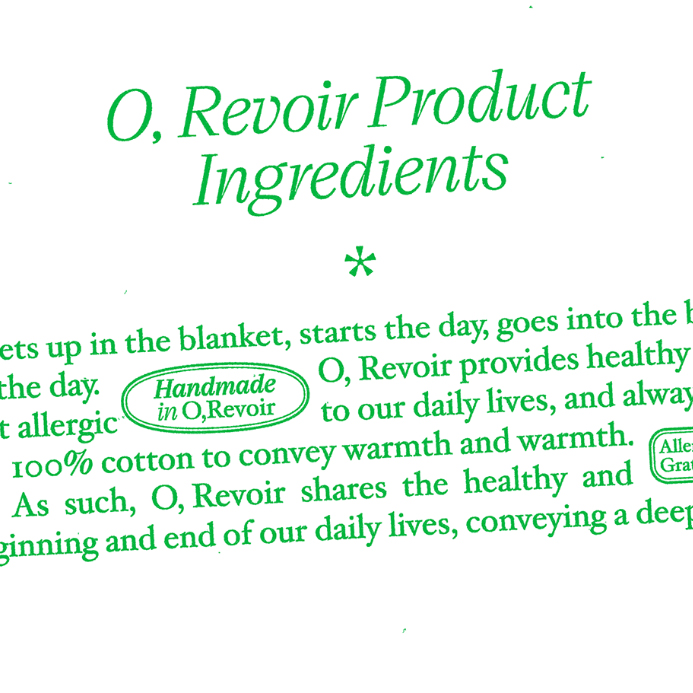 O, Revoir Product
Ingredients
*
ets up in the blanket, starts the day, goes into the b
the day. Handmade in O,Revoir O, Revoir provides healthy
t allergic to our daily lives, and alway
100% cotton to convey warmth and warmth.
As such, O, Revoir shares the healthy and Alle
Gra
ginning and end of our daily lives, conveying a deep